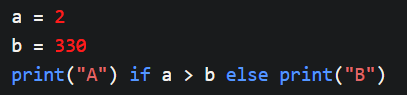 a = 2
b = 330
print("A") if a > b else print("B")